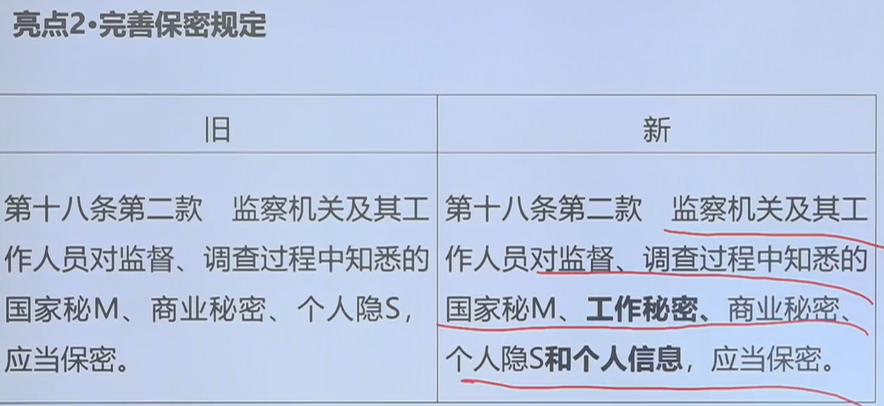 亮点2·完善保密规定
旧
新
第十八条第二款 监察机关及其工
作人员对监督、调查过程中知悉的
国家秘M、商业秘密、个人隐S，
应当保密。
第十八条第二款 监察机关及其工
作人员对监督、调查过程中知悉的
国家秘M、工作秘密、商业秘密、
个人隐S和个人信息，应当保密。